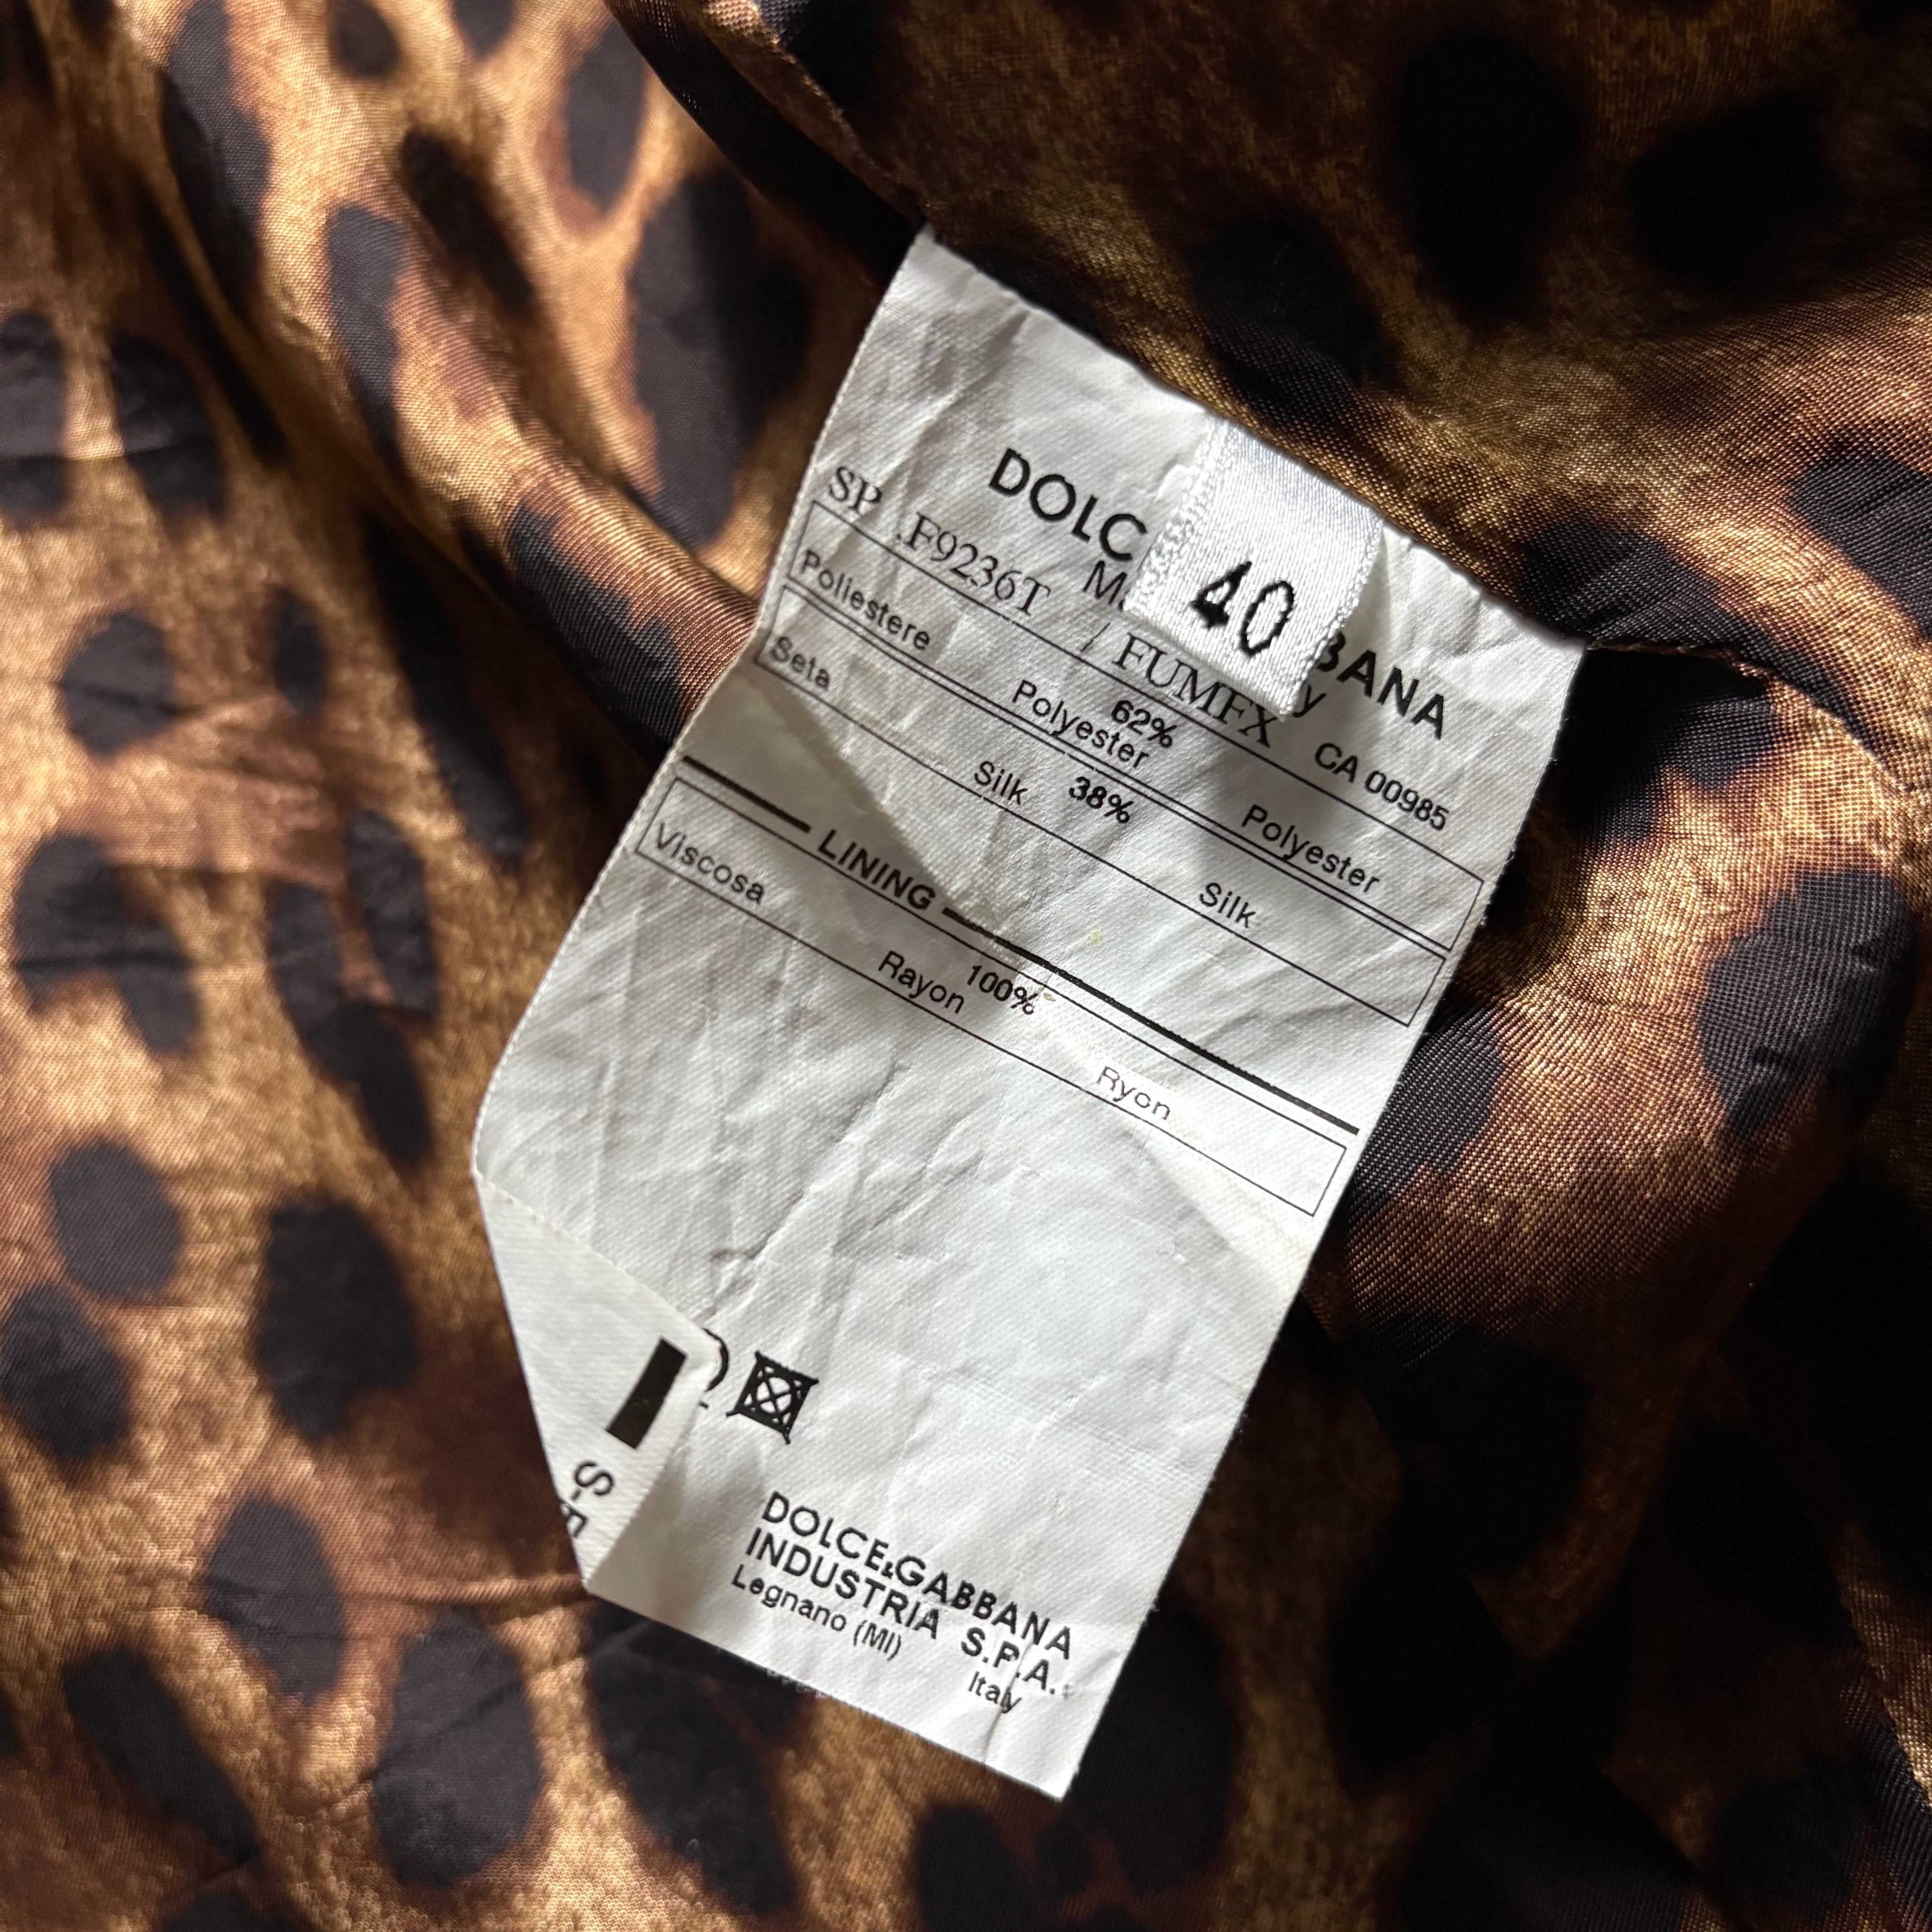 DOLC
BANA
40
SP .F9236T / FUMFX CA 00985
Poliestere 62% Polyester Polyester
Seta Silk 38% Silk
LINING
Viscosa 100% Rayon Ryon
DOLCE&GABBANA
INDUSTRIA S.P.A.
Legnano (MI) Italy